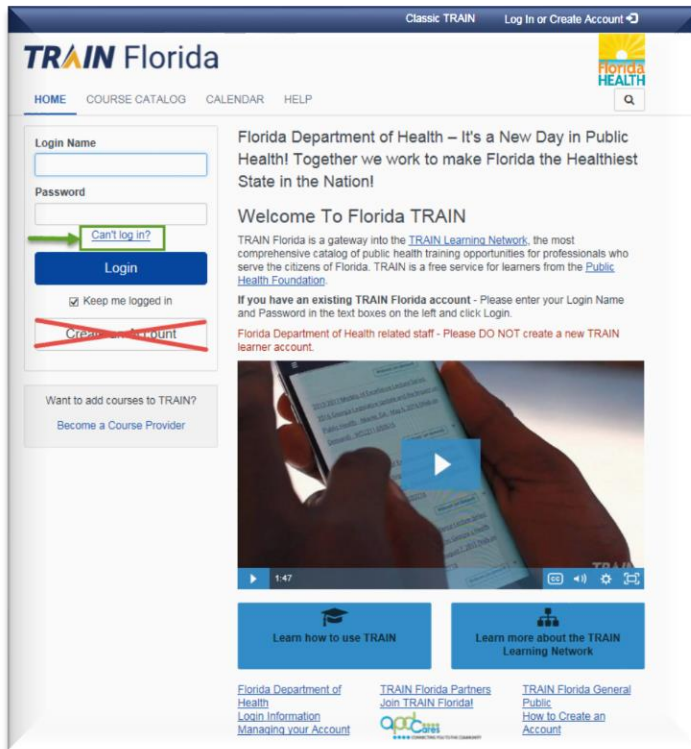 Classic TRAIN Log In or Create Account
TRAIN Florida
Florida
HEALTH
HOME COURSE CATALOG CALENDAR HELP
Login Name
Password
Can't log in?
Login
Keep me logged in
Create an Account
Want to add courses to TRAIN?
Become a Course Provider
Florida Department of Health – It's a New Day in Public
Health! Together we work to make Florida the Healthiest
State in the Nation!
Welcome To Florida TRAIN
TRAIN Florida is a gateway into the TRAIN Learning Network, the most
comprehensive catalog of public health training opportunities for professionals who
serve the citizens of Florida. TRAIN is a free service for learners from the Public
Health Foundation.
If you have an existing TRAIN Florida account - Please enter your Login Name
and Password in the text boxes on the left and click Login.
Florida Department of Health related staff - Please DO NOT create a new TRAIN
learner account.
TRAIN
1:47
CC
Learn how to use TRAIN
Learn more about the TRAIN
Learning Network
Florida Department of
Health
Login Information
Managing your Account
TRAIN Florida Partners
Join TRAIN Florida!
apd Cares
CONNECTING YOU TO THE COMMUNITY
TRAIN Florida General
Public
How to Create an
Account